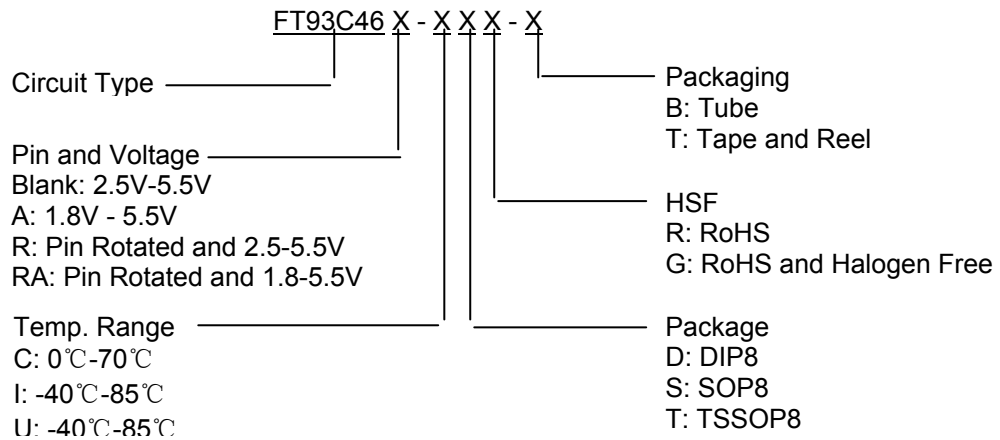 FT93C46 X - X X X - X
Circuit Type
Pin and Voltage
Blank: 2.5V-5.5V
A: 1.8V - 5.5V
R: Pin Rotated and 2.5-5.5V
RA: Pin Rotated and 1.8-5.5V
Temp. Range
C: 0℃-70℃
I: -40℃-85℃
U: -40℃-85℃
Packaging
B: Tube
T: Tape and Reel
HSF
R: RoHS
G: RoHS and Halogen Free
Package
D: DIP8
S: SOP8
T: TSSOP8